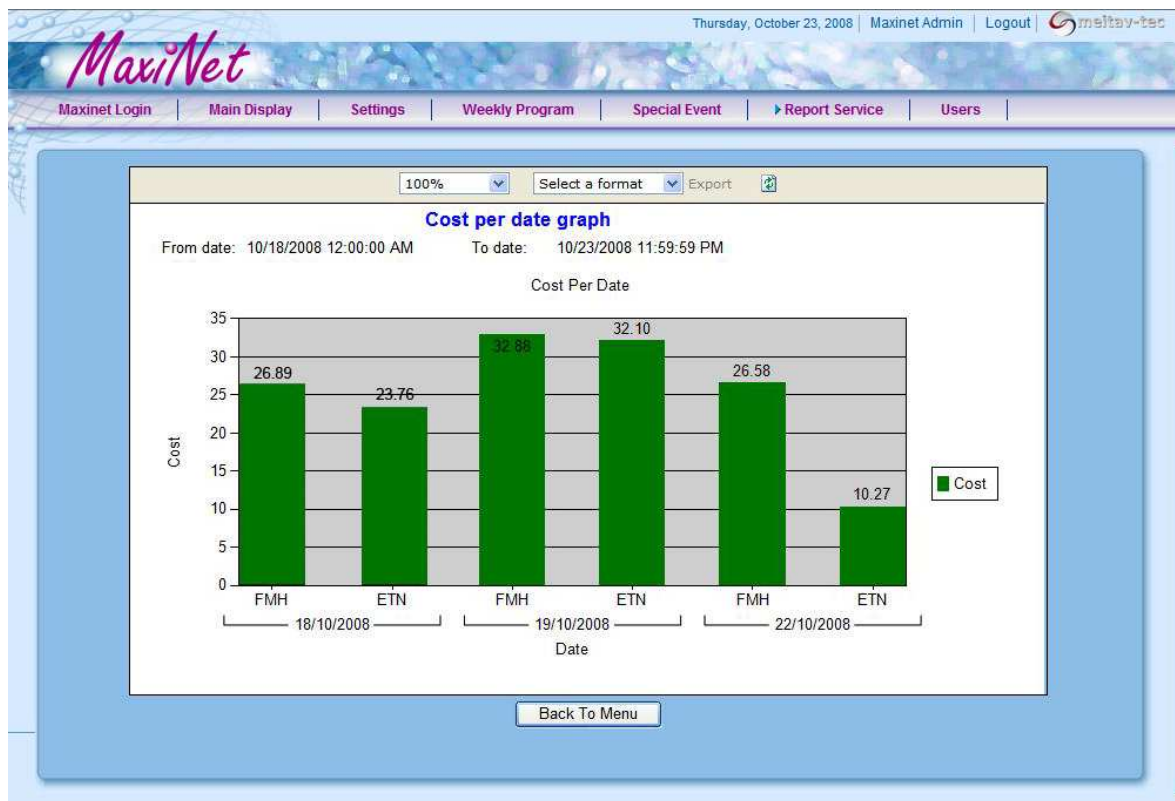 Thursday, October 23, 2008 | Maxinet Admin | Logout | meitav-tec
MaxiNet
Maxinet Login | Main Display | Settings | Weekly Program | Special Event | Report Service | Users |
100% Select a format Export
Cost per date graph
From date: 10/18/2008 12:00:00 AM To date: 10/23/2008 11:59:59 PM
Cost Per Date
35
30
25
20
15
10
5
0
Cost
26.89
23.76
32.88
32.10
26.58
10.27
Cost
FMH ETN FMH ETN FMH ETN
18/10/2008 19/10/2008 22/10/2008
Date
Back To Menu